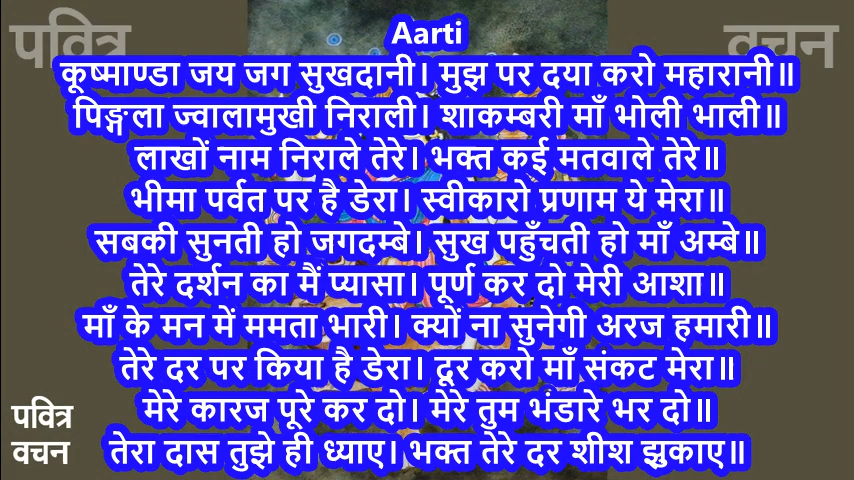 पवित्र
वचन
Aarti
कूष्माण्डा जय जग सुखदानी। मुझ पर दया करो महारानी॥
पिङ्गला ज्वालामुखी निराली। शाकम्बरी माँ भोली भाली॥
लाखों नाम निराले तेरे। भक्त कई मतवाले तेरे॥
भीमा पर्वत पर है डेरा। स्वीकारो प्रणाम ये मेरा॥
सबकी सुनती हो जगदम्बे। सुख पहुँचती हो माँ अम्बे॥
तेरे दर्शन का मैं प्यासा। पूर्ण कर दो मेरी आशा॥
माँ के मन में ममता भारी। क्यों ना सुनेगी अरज हमारी॥
तेरे दर पर किया है डेरा। दूर करो माँ संकट मेरा॥
मेरे कारज पूरे कर दो। मेरे तुम भंडारे भर दो॥
तेरा दास तुझे ही ध्याए। भक्त तेरे दर शीश झुकाए॥
पवित्र
वचन